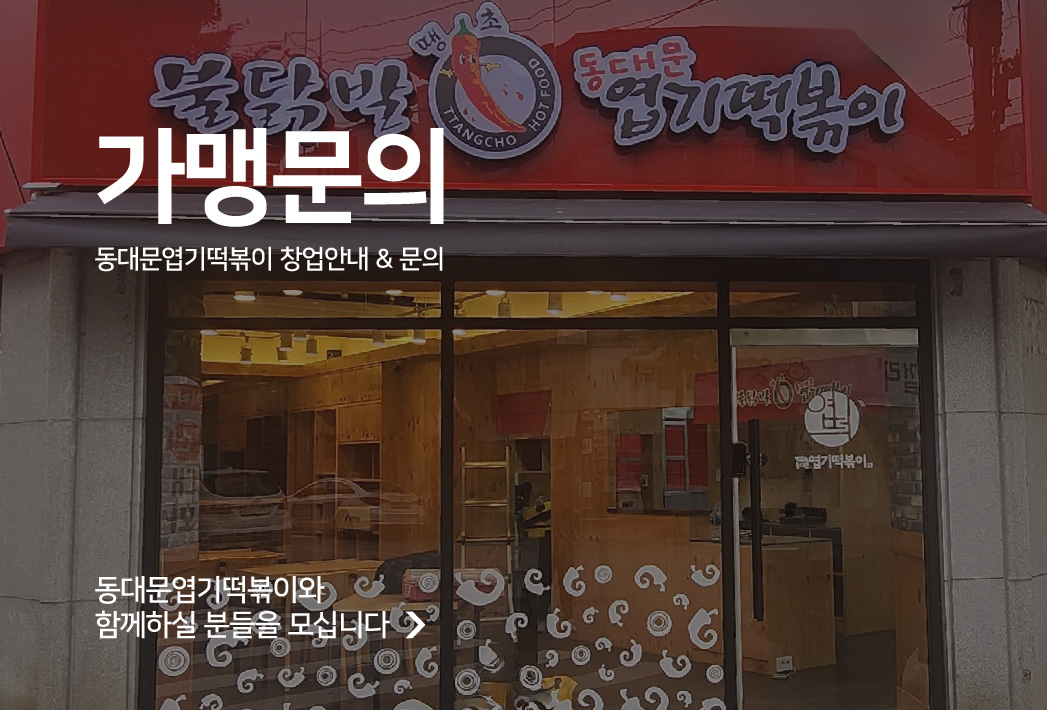 땡초
불닭발
TTANGCHO HOT FOOD
동대문
엽기떡볶이
가맹문의
동대문엽기떡볶이 창업안내 & 문의
엽떡
엽기떡볶이
동대문엽기떡볶이와
함께하실 분들을 모십니다